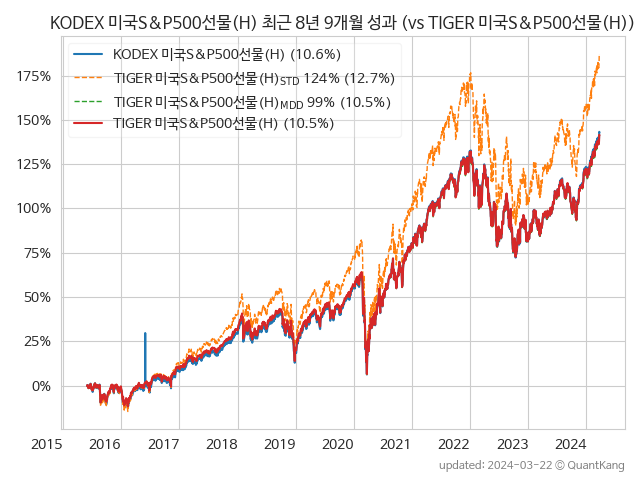 KODEX 미국S&P500선물(H) 최근 8년 9개월 성과 (vs TIGER 미국S&P500선물(H))
KODEX 미국S&P500선물(H) (10.6%)
TIGER 미국S&P500선물(H)STD 124% (12.7%)
TIGER 미국S&P500선물(H)MDD 99% (10.5%)
TIGER 미국S&P500선물(H) (10.5%)
175%
150%
125%
100%
75%
50%
25%
0%
2015 2016 2017 2018 2019 2020 2021 2022 2023 2024
updated: 2024-03-22 © QuantKang